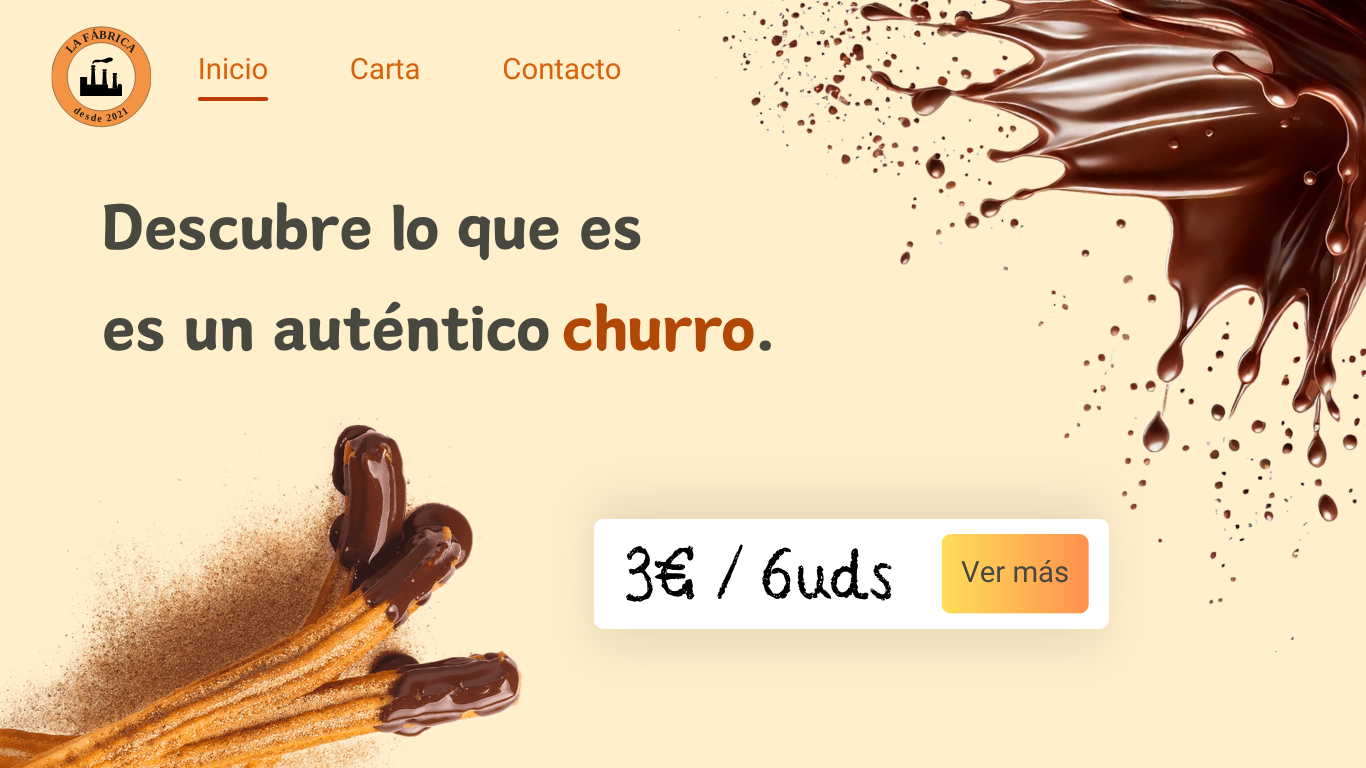 LA FÁBRICA
desde 2021
Inicio
Carta
Contacto
Descubre lo que es
es un auténtico churro.
3€ / 6uds
Ver más